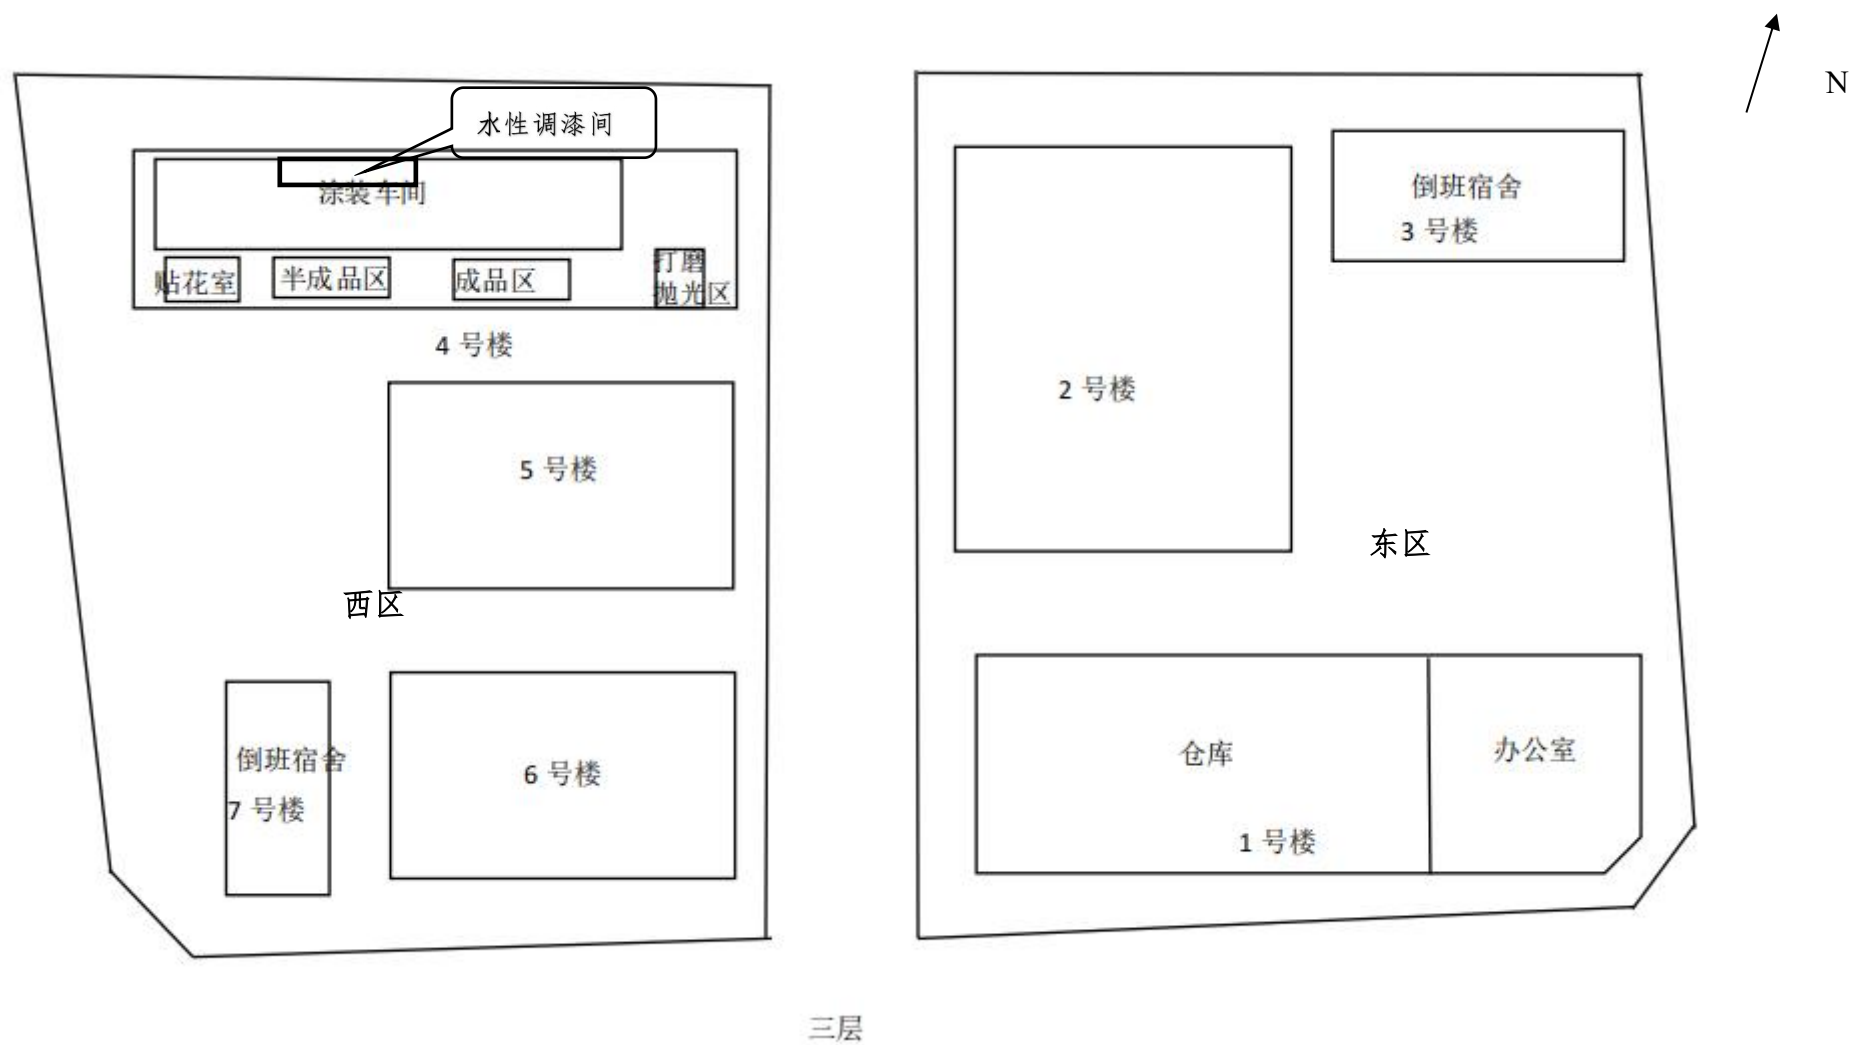 N
水性调漆间
涂装车间
贴花室
半成品区
成品区
打磨
抛光区
4 号楼
5 号楼
西区
倒班宿舍
7 号楼
6 号楼
2 号楼
倒班宿舍
3 号楼
东区
仓库
办公室
1 号楼
三层